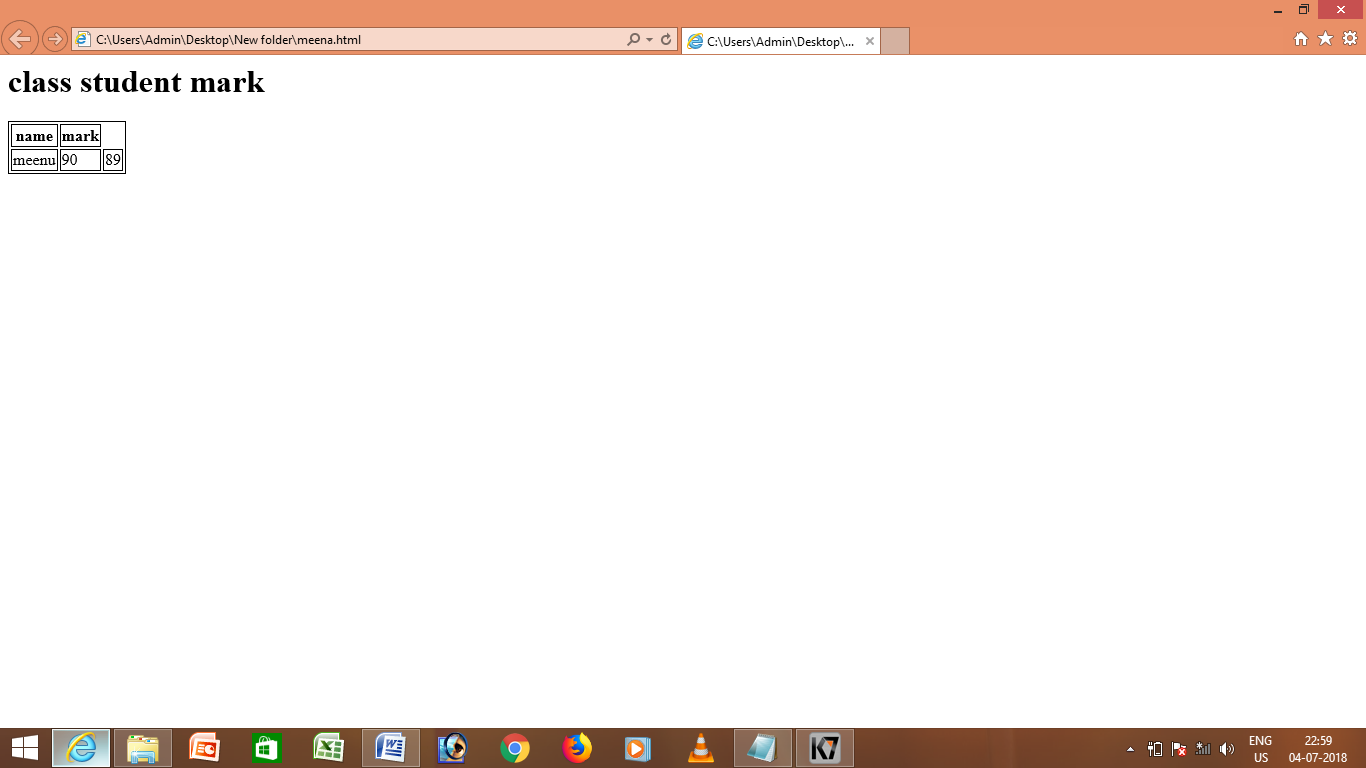 C:\Users\Admin\Desktop\New folder\meena.html
C:\Users\Admin\Desktop\...
class student mark
name mark
meenu 90 89
ENG 22:59
US 04-07-2018
K7